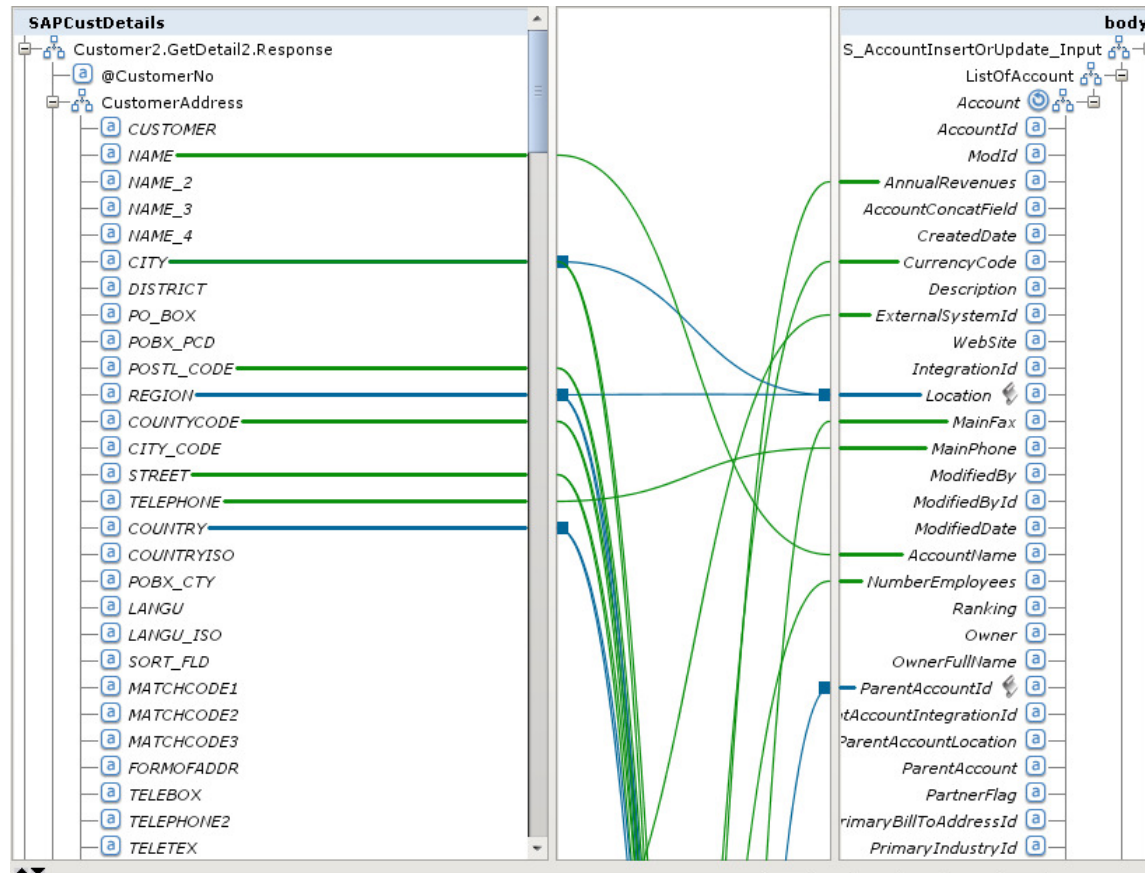 SAPCustDetails
Customer2.GetDetail2.Response
@CustomerNo
CustomerAddress
CUSTOMER
NAME
NAME_2
NAME_3
NAME_4
CITY
DISTRICT
PO_BOX
POBX_PCD
POSTL_CODE
REGION
COUNTYCODE
CITY_CODE
STREET
TELEPHONE
COUNTRY
COUNTRYISO
POBX_CTY
LANGU
LANGU_ISO
SORT_FLD
MATCHCODE1
MATCHCODE2
MATCHCODE3
FORMOFADDR
TELEBOX
TELEPHONE2
TELETEX
body
S_AccountInsertOrUpdate_Input
ListOfAccount
Account
AccountId
ModId
AnnualRevenues
AccountConcatField
CreatedDate
CurrencyCode
Description
ExternalSystemId
WebSite
IntegrationId
Location
MainFax
MainPhone
ModifiedBy
ModifiedById
ModifiedDate
AccountName
NumberEmployees
Ranking
Owner
OwnerFullName
ParentAccountId
tAccountIntegrationId
ParentAccountLocation
ParentAccount
PartnerFlag
rimaryBillToAddressId
PrimaryIndustryId